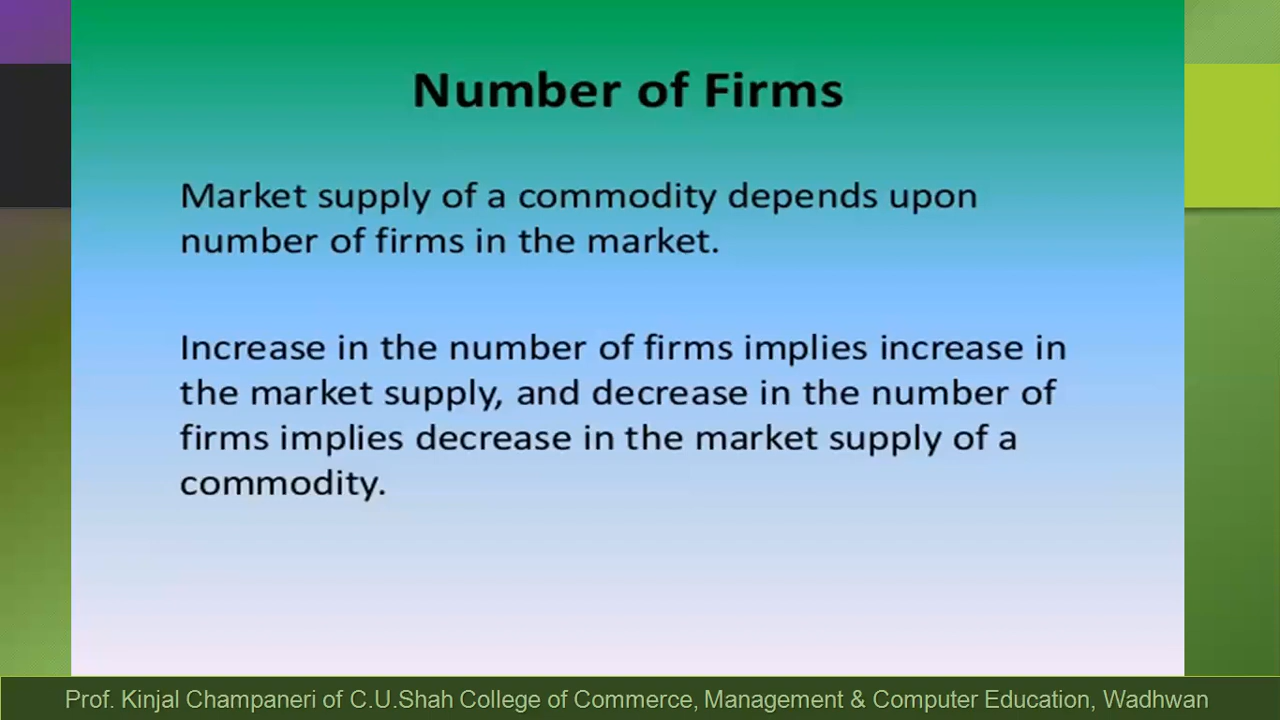 Number of Firms
Market supply of a commodity depends upon
number of firms in the market.
Increase in the number of firms implies increase in
the market supply, and decrease in the number of
firms implies decrease in the market supply of a
commodity.
Prof. Kinjal Champaneri of C.U.Shah College of Commerce, Management & Computer Education, Wadhwan